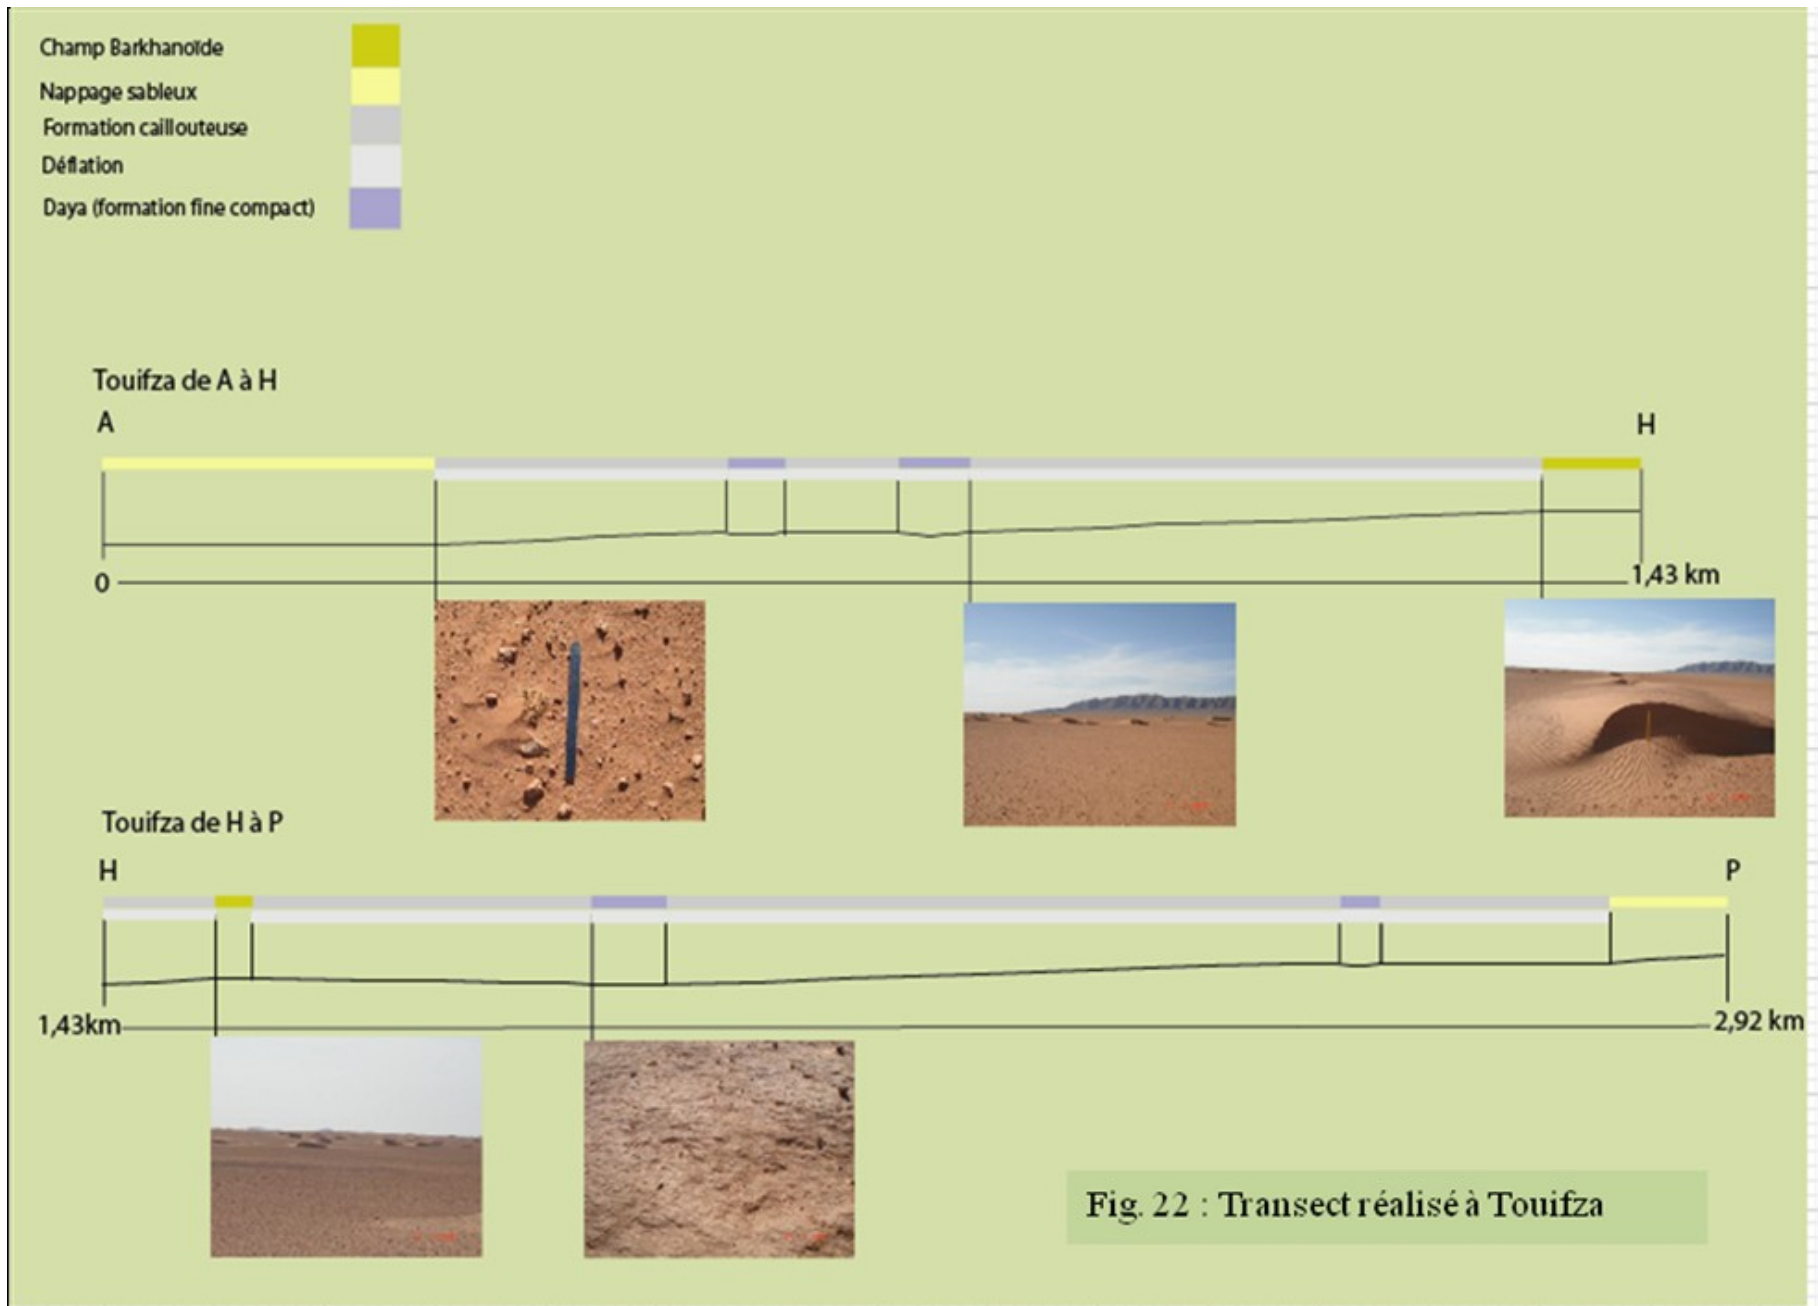 Champ Barkhanoïde
Nappage sableux
Formation caillouteuse
Déflation
Daya (formation fine compact)
Touifza de A à H
A
H
0
1,43 km
Touifza de H à P
H
P
1,43km
2,92 km
Fig. 22 : Transect réalisé à Touifza